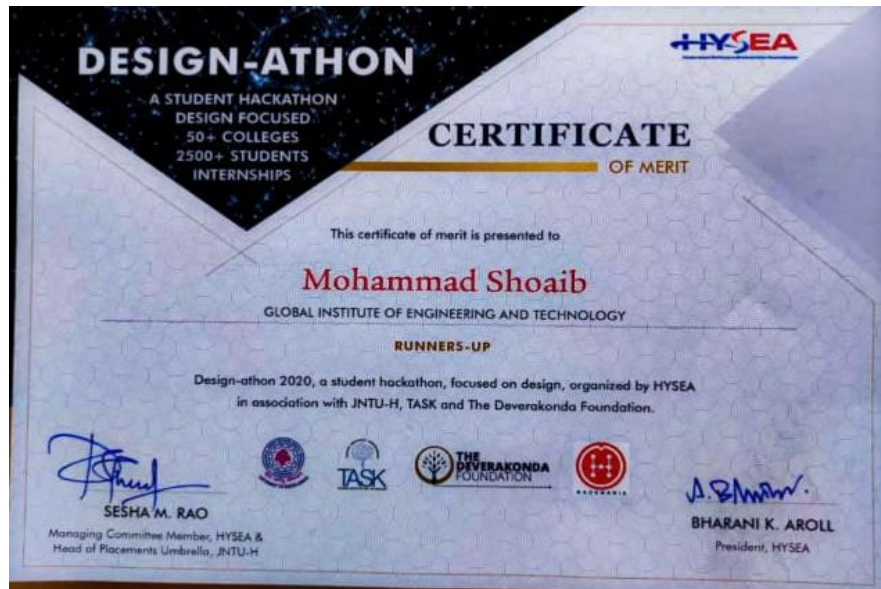 DESIGN-ATHON
A STUDENT HACKATHON
DESIGN FOCUSED
50+ COLLEGES
2500+ STUDENTS
INTERNSHIPS
HYSEA
CERTIFICATE
OF MERIT
This certificate of merit is presented to
Mohammad Shoaib
GLOBAL INSTITUTE OF ENGINEERING AND TECHNOLOGY
RUNNERS-UP
Design-athon 2020, a student hackathon, focused on design, organized by HYSEA
in association with JNTU-H, TASK and The Deverakonda Foundation.
TASK
THE
DEVERAKONDA
FOUNDATION
SESHA M. RAO
Managing Committee Member, HYSEA &
Head of Placements Umbrella, JNTU-H
BHARANI K. AROLL
President, HYSEA